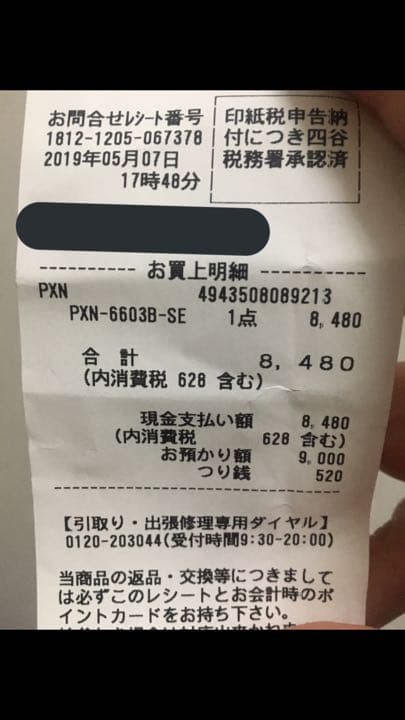 お問合せレシート番号
1812-1205-067378
2019年05月07日
17時48分
印紙税申告納
付につき四谷
税務署承認済
---------- お買上明細 ----------
PXN 4943508089213
PXN-6603B-SE 1点 8,480
合 計 8,480
(内消費税 628 含む)
現金支払い額 8,480
(内消費税 628 含む)
お預かり額 9,000
つり銭 520
【引取り・出張修理専用ダイヤル】
0120-203044(受付時間9:30-20:00)
当商品の返品・交換等につきまして
は必ずこのレシートとお会計時のポ
イントカードをお持ち下さい。